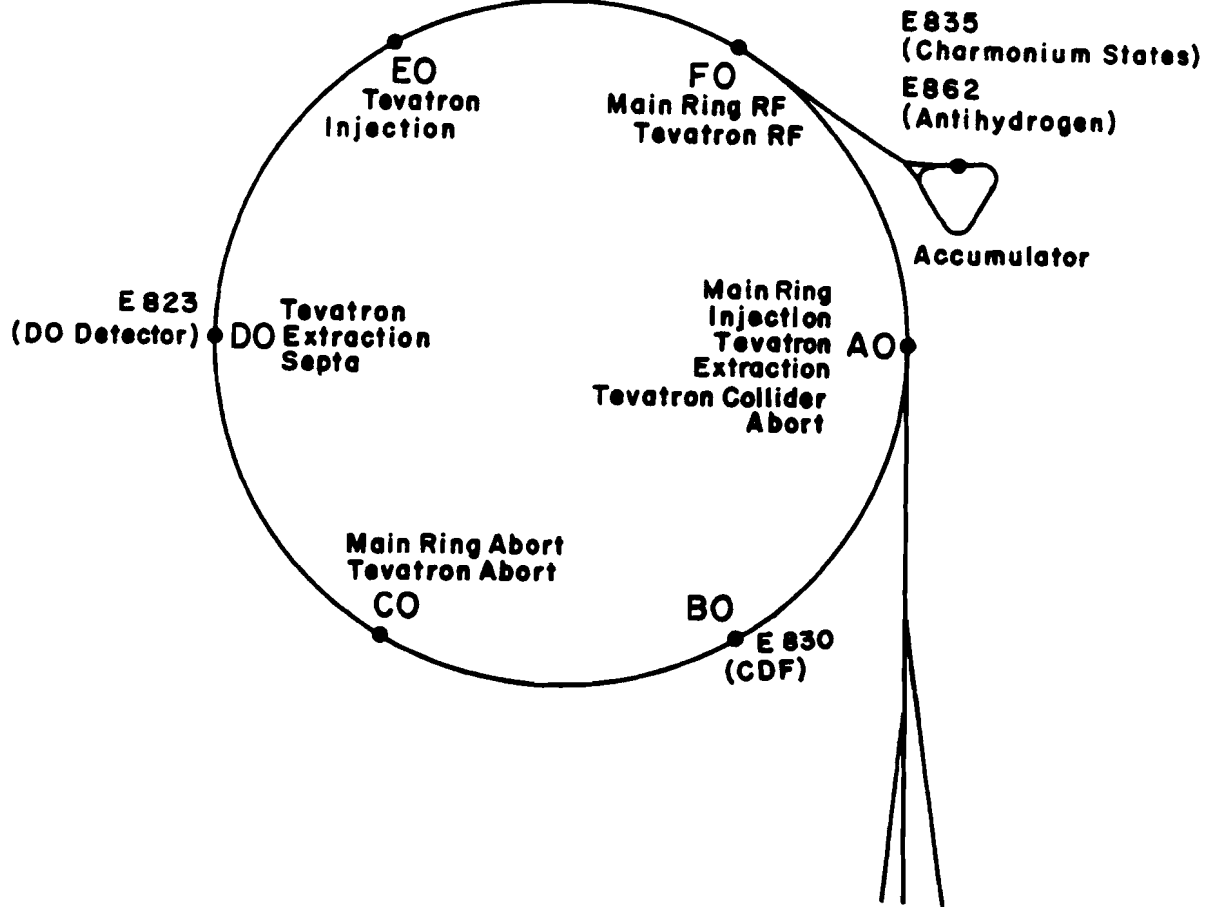 E835
(Charmonium States)
E862
(Antihydrogen)
EO
Tevatron
Injection
FO
Main Ring RF
Tevatron RF
Accumulator
E 823
(DO Detector)
DO
Tevatron
Extraction
Septa
Main Ring
Injection
Tevatron
Extraction
Tevatron Collider
Abort
AO
Main Ring Abort
Tevatron Abort
CO
BO
E 830
(CDF)